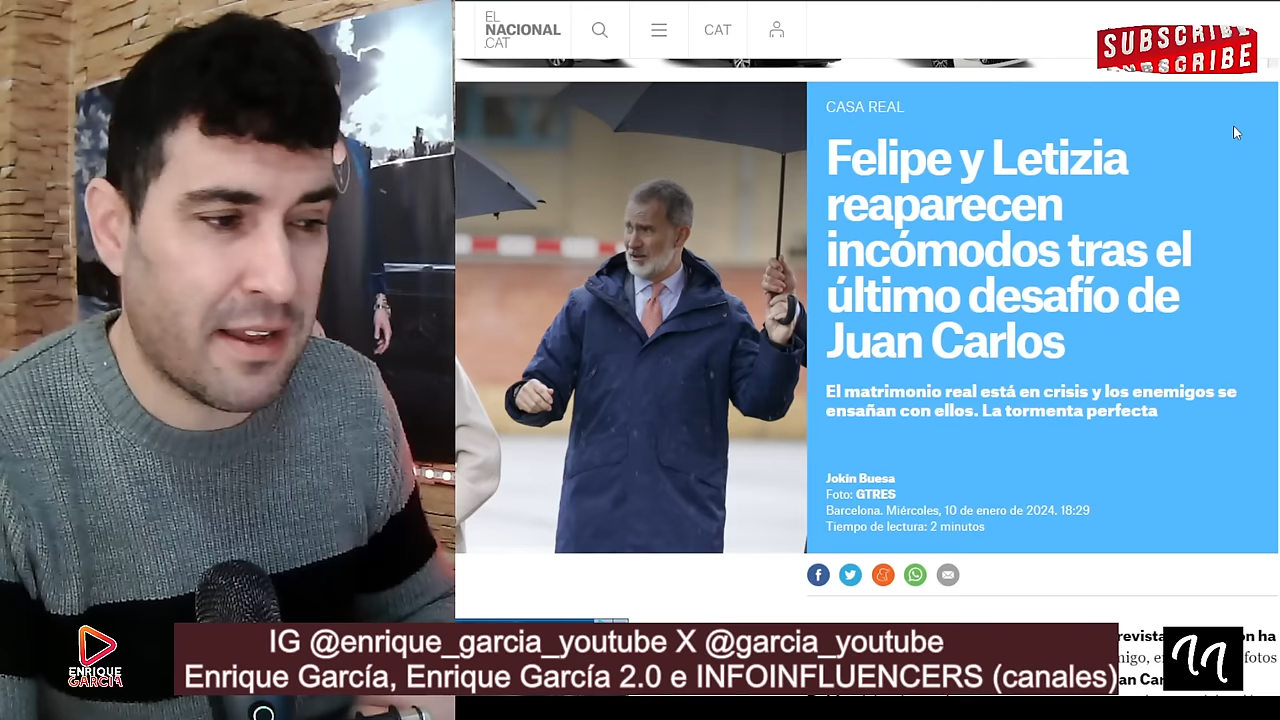 EL
NACIONAL
.CAT
CAT
SUBSCRIBE
SUBSCRIBE
CASA REAL
Felipe y Letizia
reaparecen
incómodos tras el
último desafío de
Juan Carlos
El matrimonio real está en crisis y los enemigos se
ensañan con ellos. La tormenta perfecta
Jokin Buesa
Foto: GTRES
Barcelona. Miércoles, 10 de enero de 2024. 18:29
Tiempo de lectura: 2 minutos
IG @enrique_garcia_youtube X @garcia_youtube
Enrique García, Enrique García 2.0 e INFOINFLUENCERS (canales)
ENRIQUE
GARCÍA